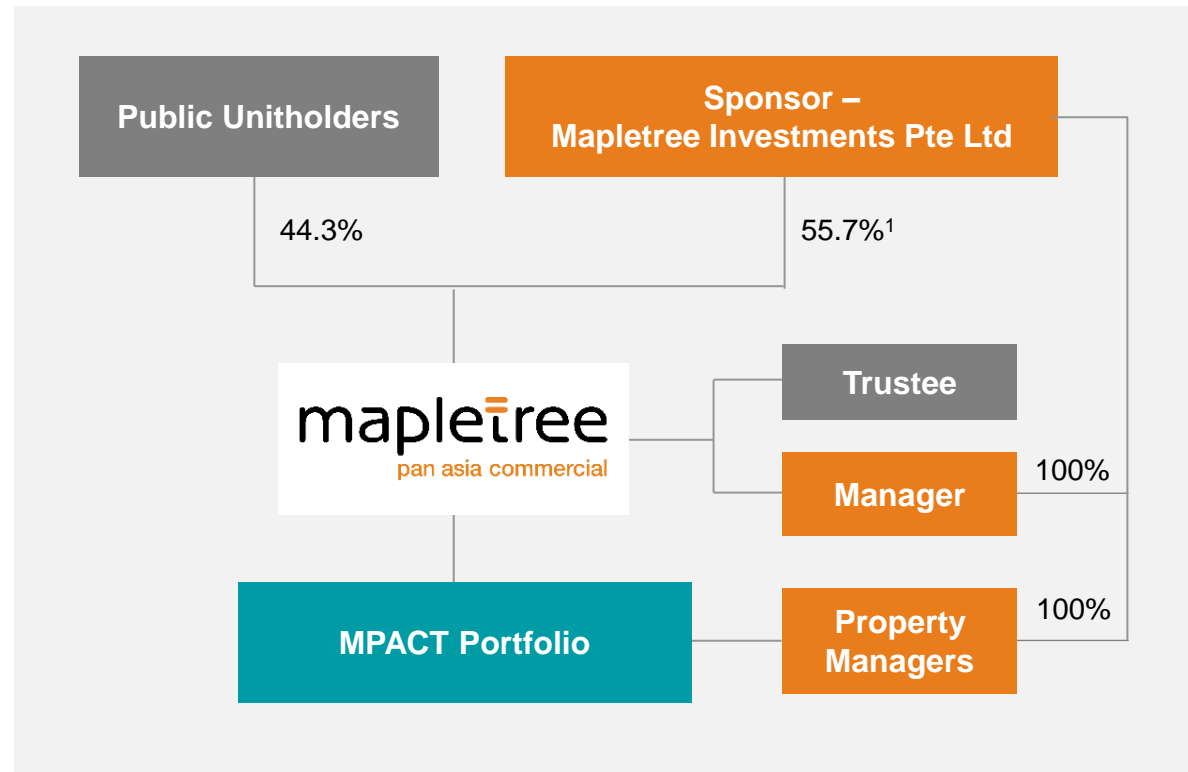 Public Unitholders
Sponsor –
Mapletree Investments Pte Ltd
44.3%
55.7%¹
mapletree
pan asia commercial
Trustee
Manager
100%
MPACT Portfolio
Property
Managers
100%